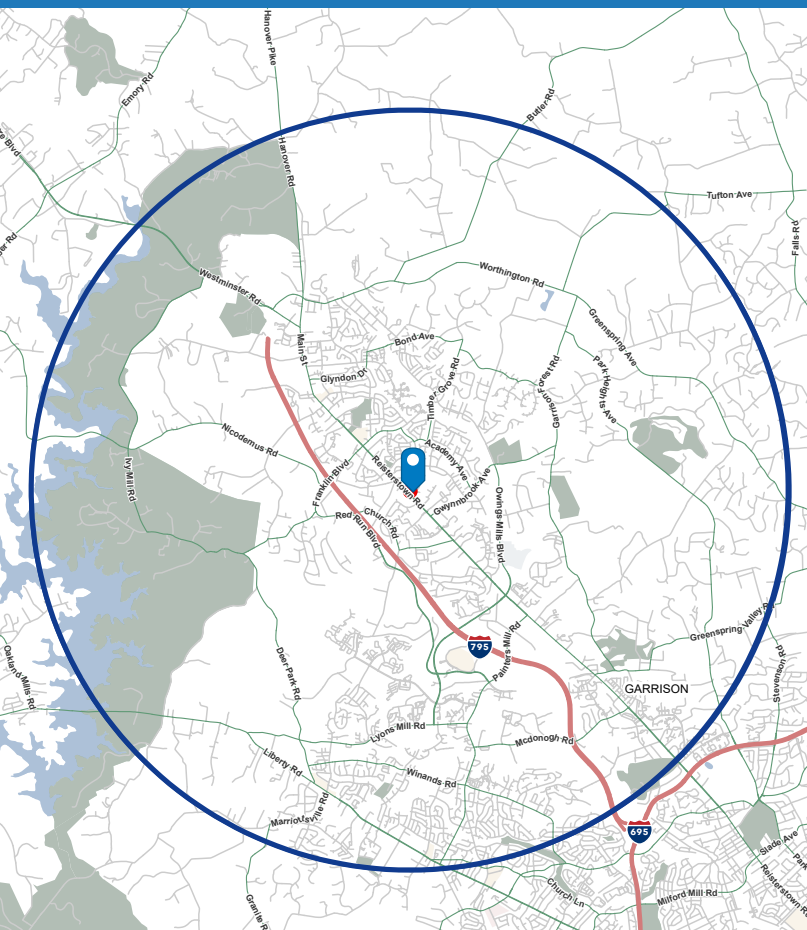 Hanover Pike
Emory Rd
Butler Rd
Hanover Rd
Tufton Ave
Falls Rd
Westminster Rd
Worthington Rd
Greenspring Ave
Main St
Bond Ave
Glyndon Dr
Timber Grove Rd
Garrison Forest Rd
Park Heights Ave
Nicodemus Rd
Academy Ave
Ivy Mill Rd
Franklin Blvd
Reisterstown Rd
Gwynnbrook Ave
Owings Mills Blvd
Church Rd
Red Run Blvd
Greenspring Valley Rd
795
Painters Mill Rd
Stevenson Rd
Oakland Mills Rd
Deer Park Rd
GARRISON
Lyons Mill Rd
Mcdonogh Rd
Liberty Rd
Winands Rd
Marriottsville Rd
695
Slade Ave
Church Ln
Milford Mill Rd
Reisterstown Rd